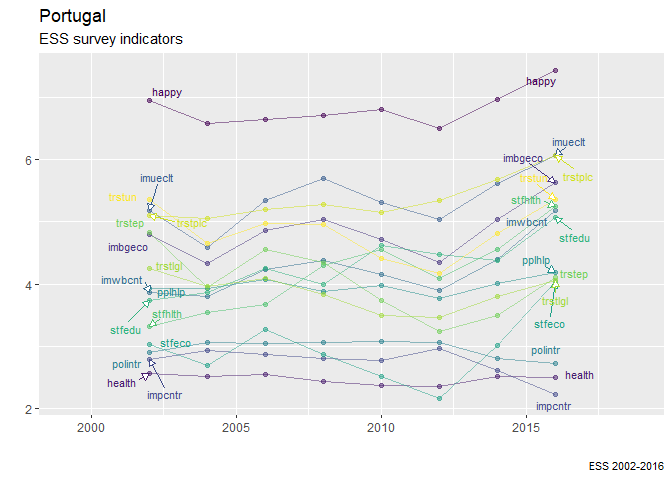 Portugal
ESS survey indicators
happy
happy
imueclt
imueclt
imbgeco
trstplc
trstun
trstun
stfhlth
trstplc
trstep
imwbcnt
stfedu
imbgeco
trstlgl
pplhlp
imwbcnt
trstep
pplhlp
trstlgl
stfhlth
stfedu
stfeco
stfeco
polintr
polintr
health
health
impcntr
impcntr
6
4
2
2000
2005
2010
2015
ESS 2002-2016